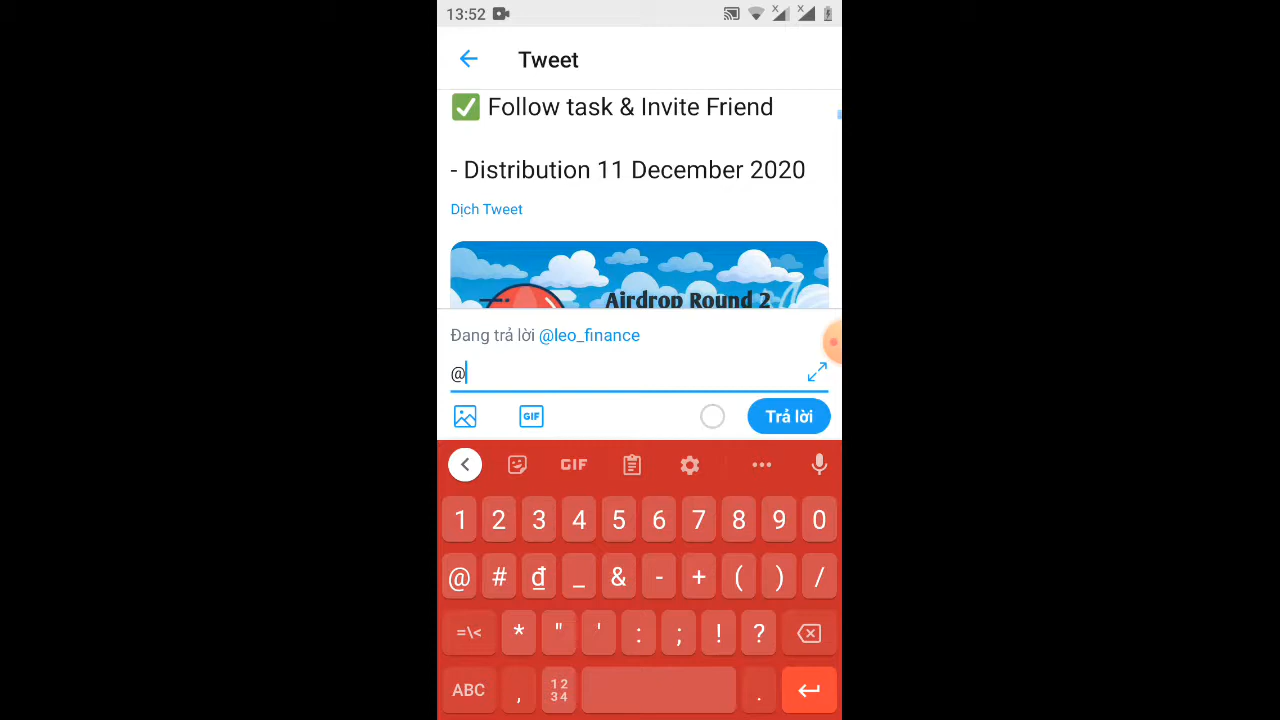 13:52
Tweet
✅ Follow task & Invite Friend
- Distribution 11 December 2020
Dịch Tweet
Airdrop Round 2
Đang trả lời @leo_finance
@
GIF Trả lời
GIF
1 2 3 4 5 6 7 8 9 0
@ # ₫ _ & - + ( ) /
=\< * " ' : ; ! ?
ABC , 12 34 .